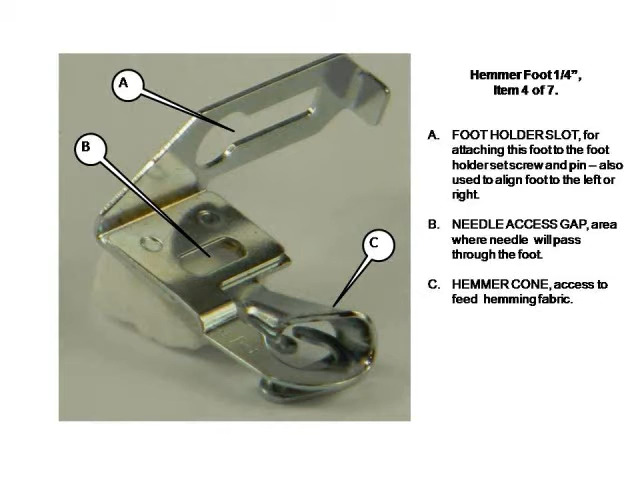 Hemmer Foot 1/4",
Item 4 of 7.
A
B
C
A. FOOT HOLDER SLOT, for
attaching this foot to the foot
holder set screw and pin – also
used to align foot to the left or
right.
B. NEEDLE ACCESS GAP, area
where needle will pass
through the foot.
C. HEMMER CONE, access to
feed hemming fabric.